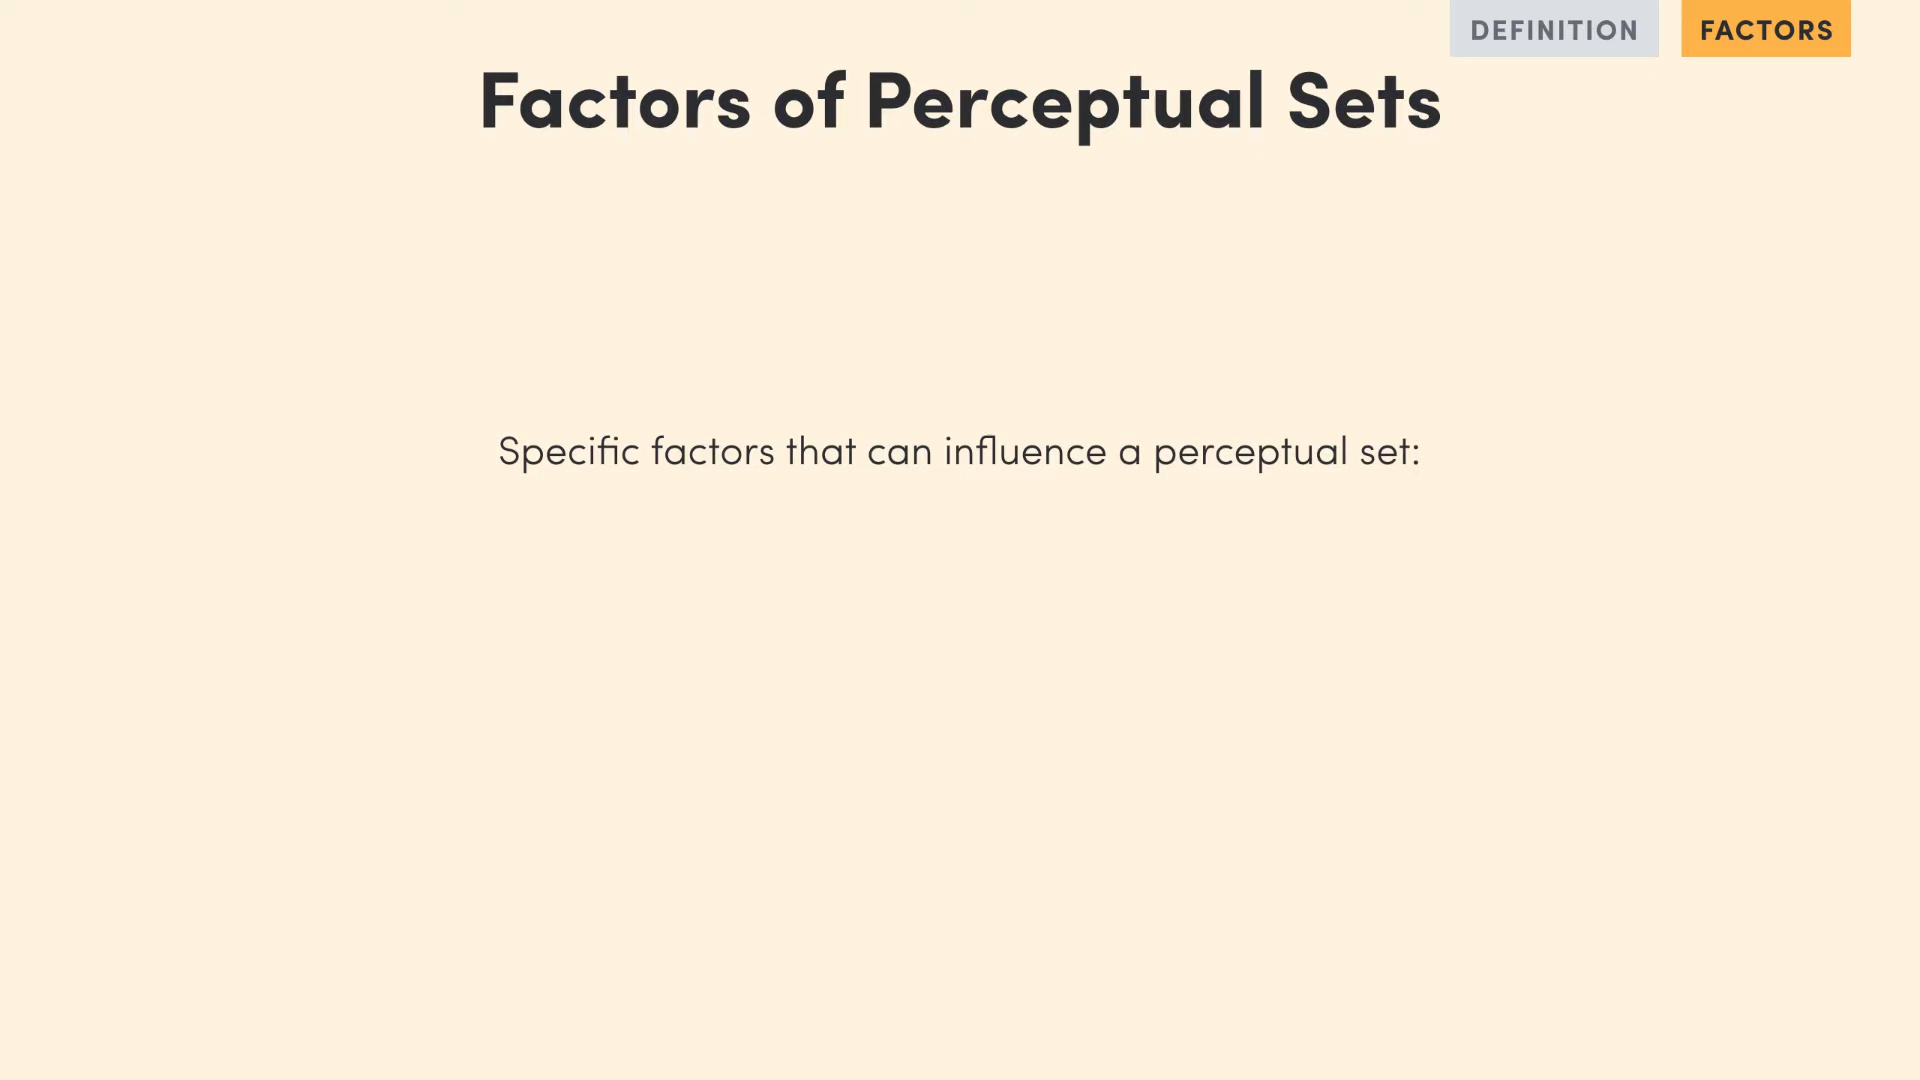 DEFINITION FACTORS
Factors of Perceptual Sets
Specific factors that can influence a perceptual set: